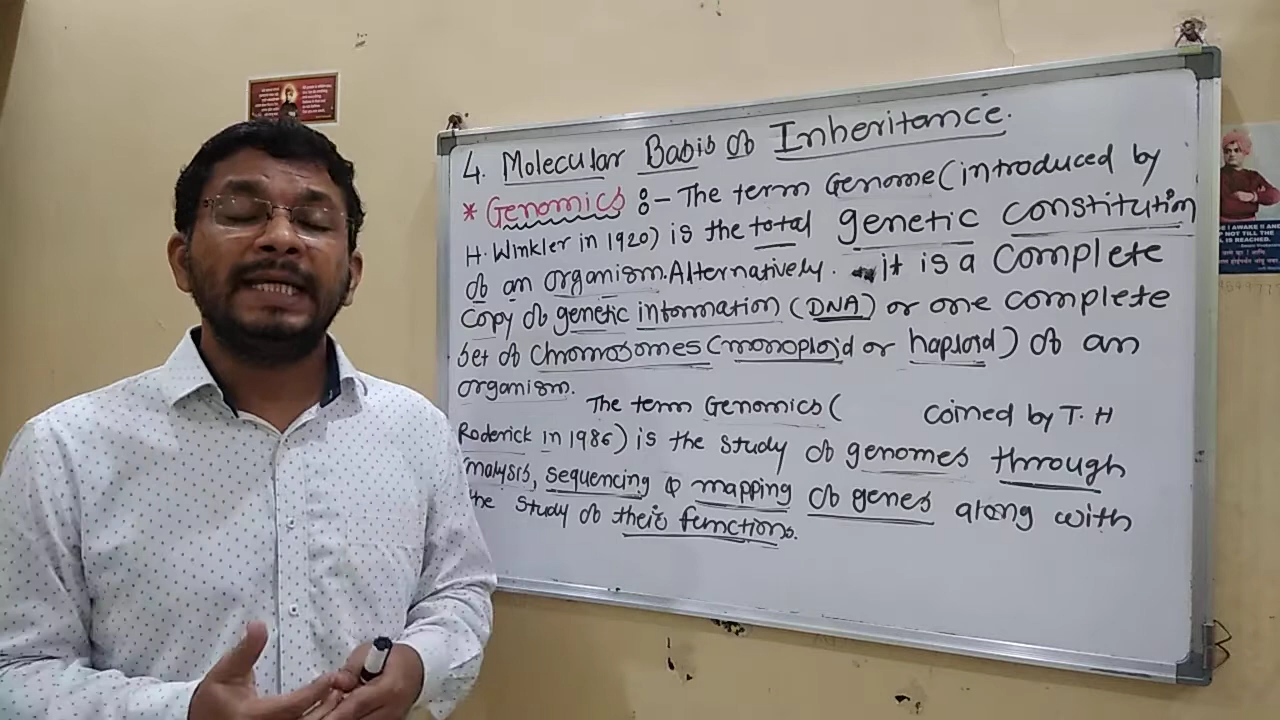 4. Molecular Basis of Inheritance.
* Genomics :- The term Genome (introduced by
H. Winkler in 1920) is the total genetic constitution
of an organism. Alternatively. it is a complete
copy of genetic information (DNA) or one complete
set of chromosomes (monoploid or haploid) of an
organism.
The term Genomics ( coined by T. H
Roderick in 1986) is the study of genomes through
analysis, sequencing & mapping of genes along with
the study of their functions.